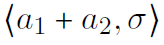 ⟨a₁ + a₂, σ⟩